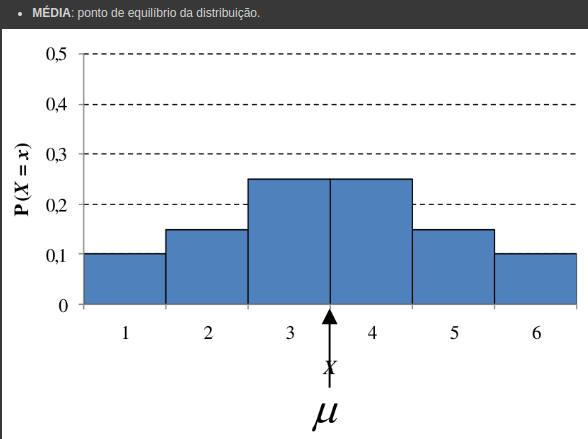 • MÉDIA: ponto de equilíbrio da distribuição.
P(X = x)
0,5
0,4
0,3
0,2
0,1
0
1 2 3 4 5 6
X
μ